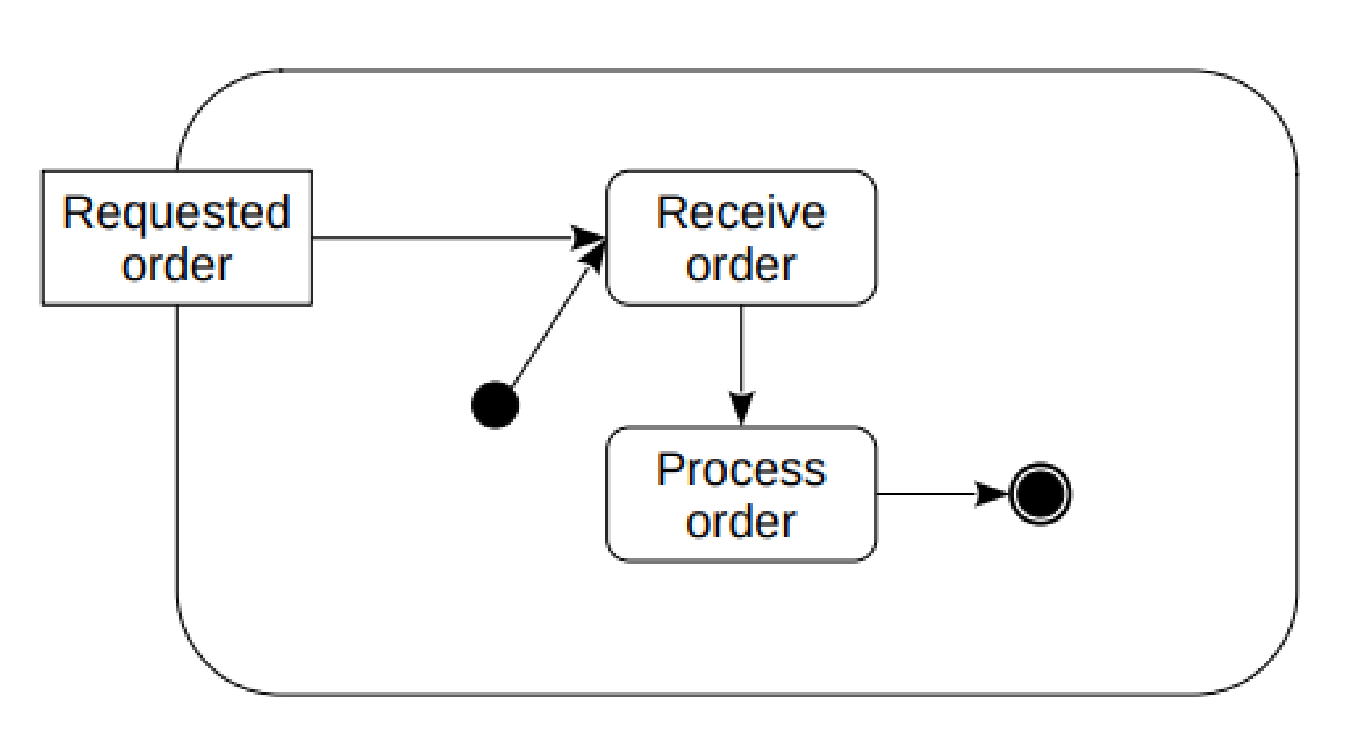 Requested
order
Receive
order
Process
order